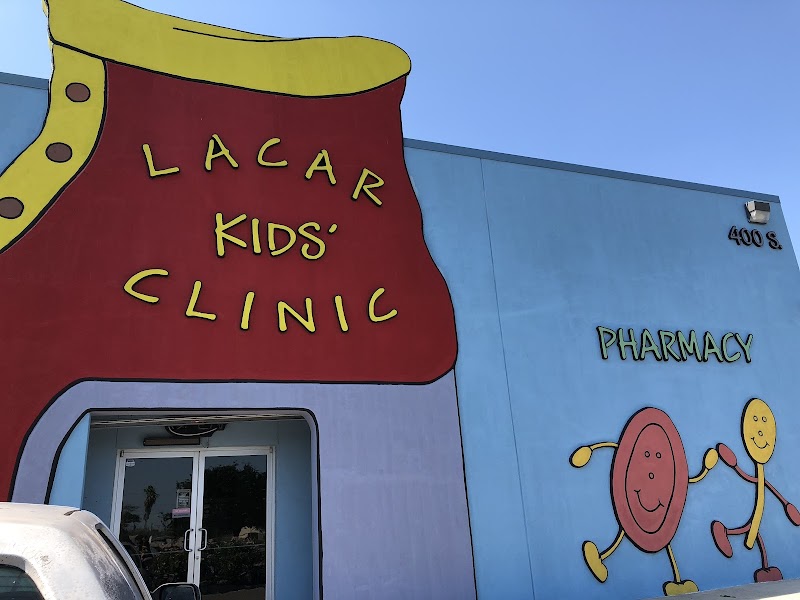 LACAR
KIDS'
CLINIC
400 S.
PHARMACY